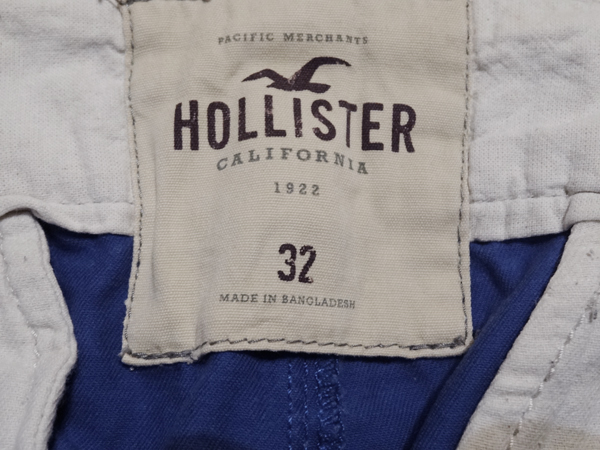 PACIFIC MERCHANTS
HOLLISTER
CALIFORNIA
1922
32
MADE IN BANGLADESH